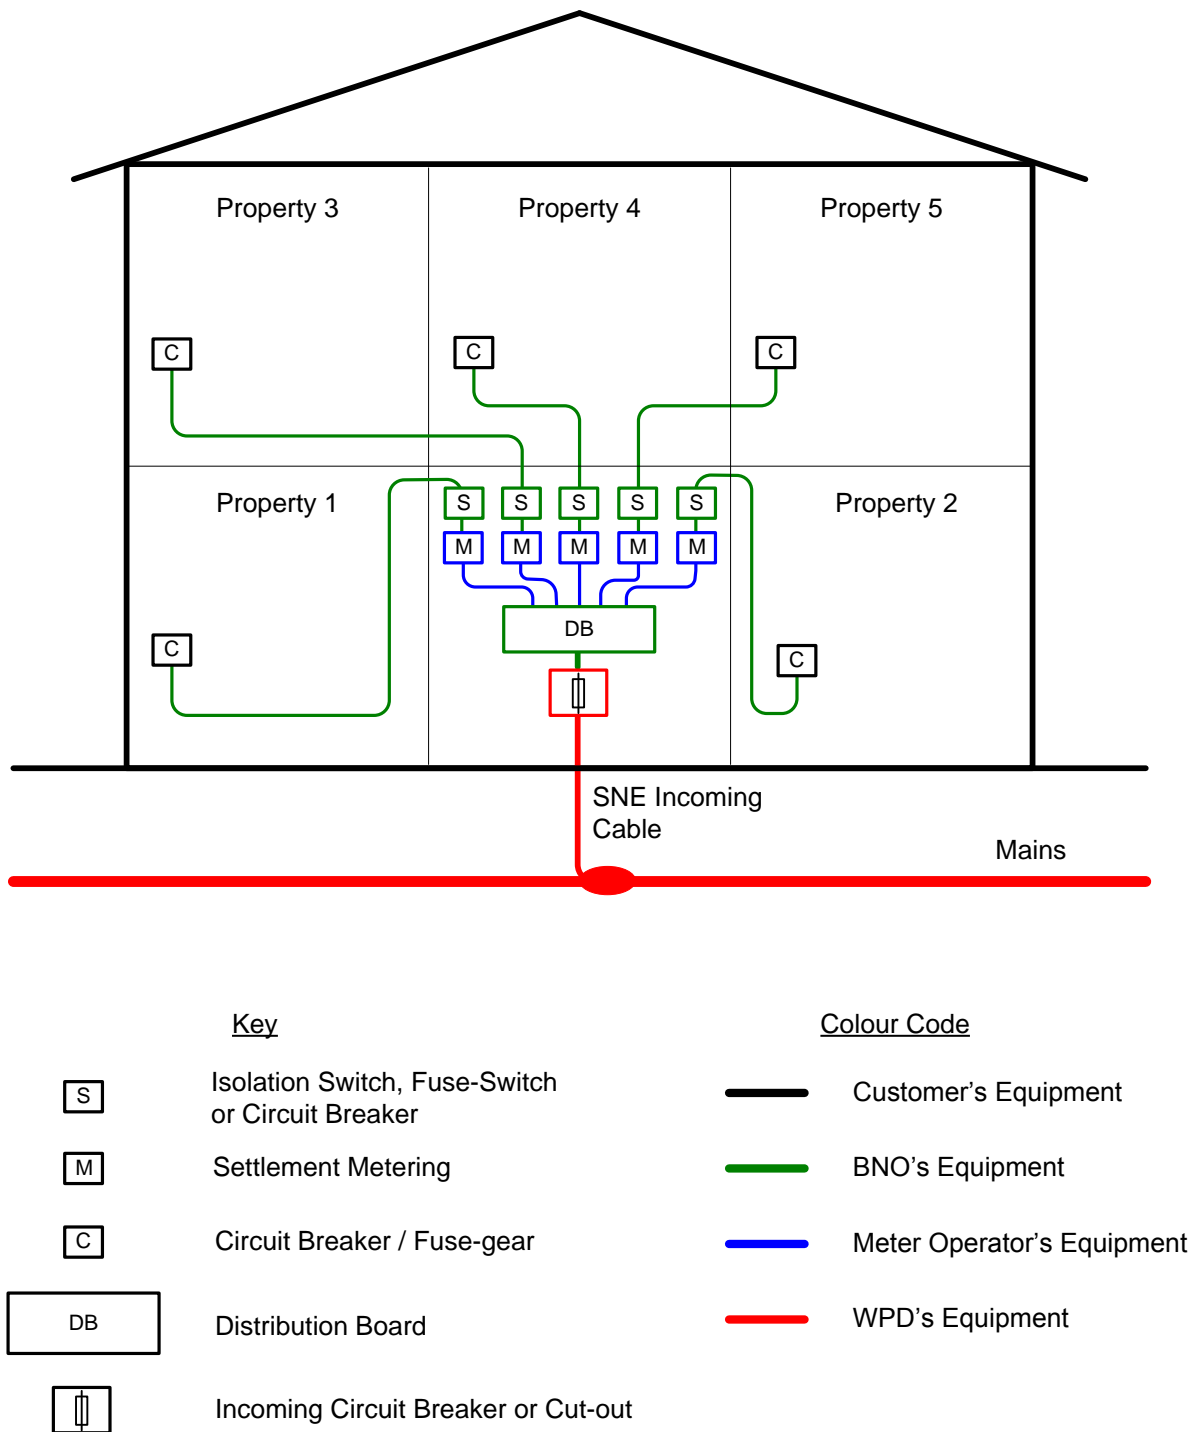 Property 3
Property 4
Property 5
C
C
C
Property 1
S
S
S
S
S
Property 2
M
M
M
M
M
DB
C
C
SNE Incoming
Cable
Mains
Key
Colour Code
S
Isolation Switch, Fuse-Switch
or Circuit Breaker
Customer's Equipment
M
Settlement Metering
BNO's Equipment
C
Circuit Breaker / Fuse-gear
Meter Operator's Equipment
DB
Distribution Board
WPD's Equipment
Incoming Circuit Breaker or Cut-out